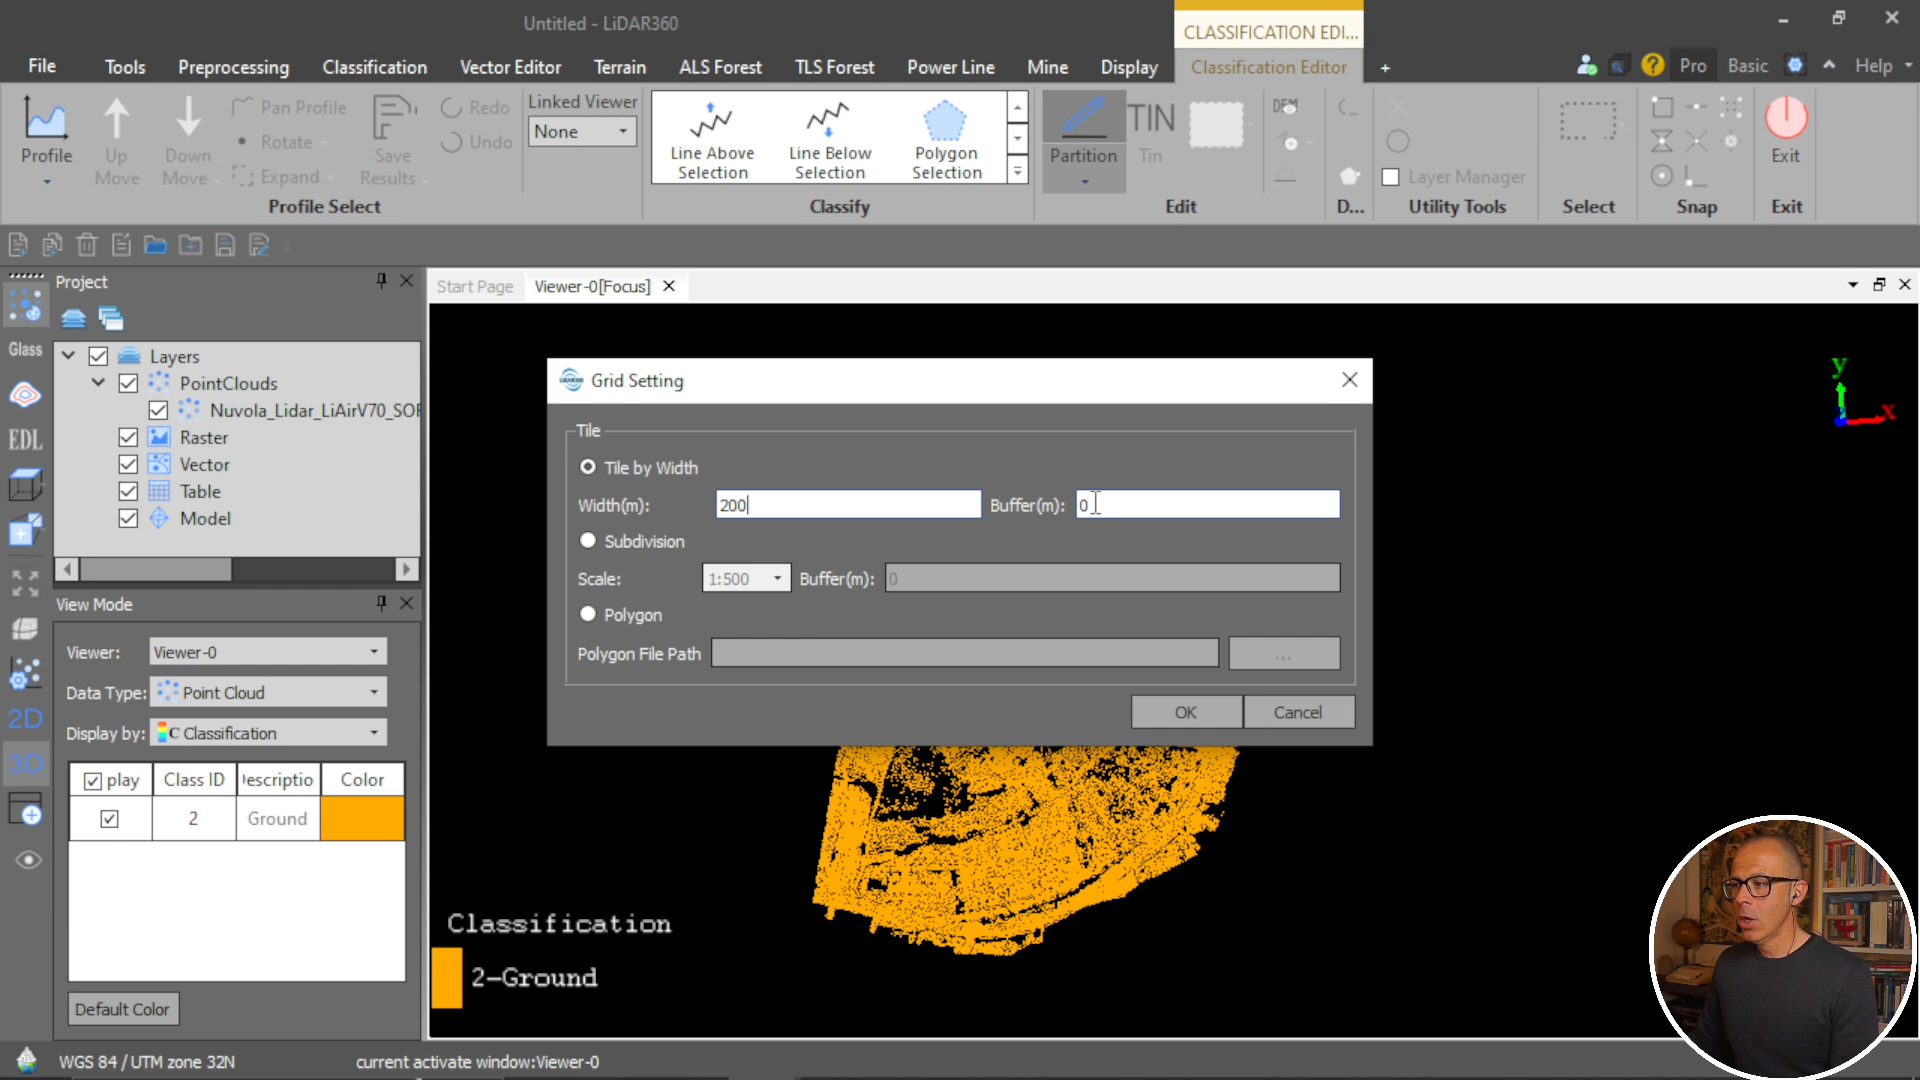 Untitled - LiDAR360
CLASSIFICATION EDI...
File Tools Preprocessing Classification Vector Editor Terrain ALS Forest TLS Forest Power Line Mine Display Classification Editor + Pro Basic Help
Profile
Up Move
Down Move
Pan Profile
Rotate
Expand
Save Results
Redo
Undo
Linked Viewer
None
Profile Select
Line Above Selection
Line Below Selection
Polygon Selection
Classify
Partition
TIN
Tin
DEM
Edit
D...
Layer Manager
Utility Tools
Select
Snap
Exit
Exit
Project
Start Page
Viewer-0[Focus]
Glass
EDL
2D
3D
Layers
PointClouds
Nuvola_Lidar_LiAirV70_SOF
Raster
Vector
Table
Model
View Mode
Viewer: Viewer-0
Data Type: Point Cloud
Display by: C Classification
play Class ID escriptio Color
2 Ground
Default Color
Grid Setting
Tile
Tile by Width
Width(m): 200 Buffer(m): 0
Subdivision
Scale: 1:500 Buffer(m): 0
Polygon
Polygon File Path ...
OK Cancel
y
x
Classification
2-Ground
WGS 84 / UTM zone 32N current activate window:Viewer-0